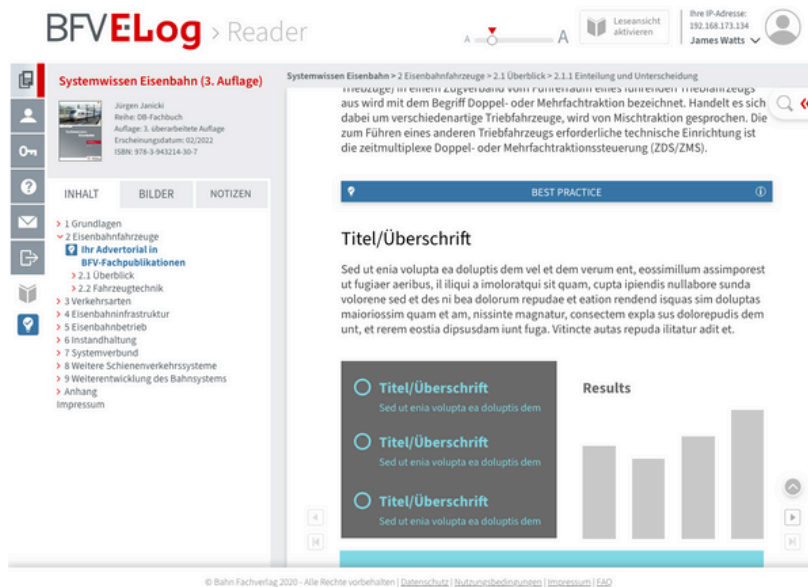 BFVELog > Reader
A A
Leseansicht
aktivieren
Ihre IP-Adresse:
192.168.173.134
James Watts
Systemwissen Eisenbahn (3. Auflage)
Jürgen Janicki
Reihe: DB-Fachbuch
Auflage: 3. überarbeitete Auflage
Erscheinungsdatum: 02/2022
ISBN: 978-3-943214-30-7
INHALT BILDER NOTIZEN
> 1 Grundlagen
2 Eisenbahnfahrzeuge
Ihr Advertorial in
BFV-Fachpublikationen
> 2.1 Überblick
> 2.2 Fahrzeugtechnik
> 3 Verkehrsarten
> 4 Eisenbahninfrastruktur
> 5 Eisenbahnbetrieb
> 6 Instandhaltung
> 7 Systemverbund
> 8 Weitere Schienenverkehrssysteme
> 9 Weiterentwicklung des Bahnsystems
> Anhang
Impressum
Systemwissen Eisenbahn > 2 Eisenbahnfahrzeuge > 2.1 Überblick > 2.1.1 Einteilung und Unterscheidung
Triebzüge) in einem Zugverband vom Führerraum eines führenden Triebfahrzeugs
aus wird mit dem Begriff Doppel- oder Mehrfachtraktion bezeichnet. Handelt es sich
dabei um verschiedenartige Triebfahrzeuge, wird von Mischtraktion gesprochen. Die
zum Führen eines anderen Triebfahrzeugs erforderliche technische Einrichtung ist
die zeitmultiplexe Doppel- oder Mehrfachtraktionssteuerung (ZDS/ZMS).
BEST PRACTICE
Titel/Überschrift
Sed ut enia volupta ea doluptis dem vel et dem verum ent, eossimillum assimporest
ut fugiaer aeribus, il iliqui a imoloratqui sit quam, cupta ipiendis nullabore sunda
volorene sed et des ni bea dolorum repudae et eation rendend isquas sim doluptas
maioriossim quam et am, nissinte magnatur, consectem expla sus dolorepudis dem
unt, et rerem eostia dipsusdam iunt fuga. Vitincte autas repuda ilitatur adit et.
Titel/Überschrift
Sed ut enia volupta ea doluptis dem
Titel/Überschrift
Sed ut enia volupta ea doluptis dem
Titel/Überschrift
Sed ut enia volupta ea doluptis dem
Results
© Bahn Fachverlag 2020 - Alle Rechte vorbehalten | Datenschutz | Nutzungsbedingungen | Impressum | FAQ